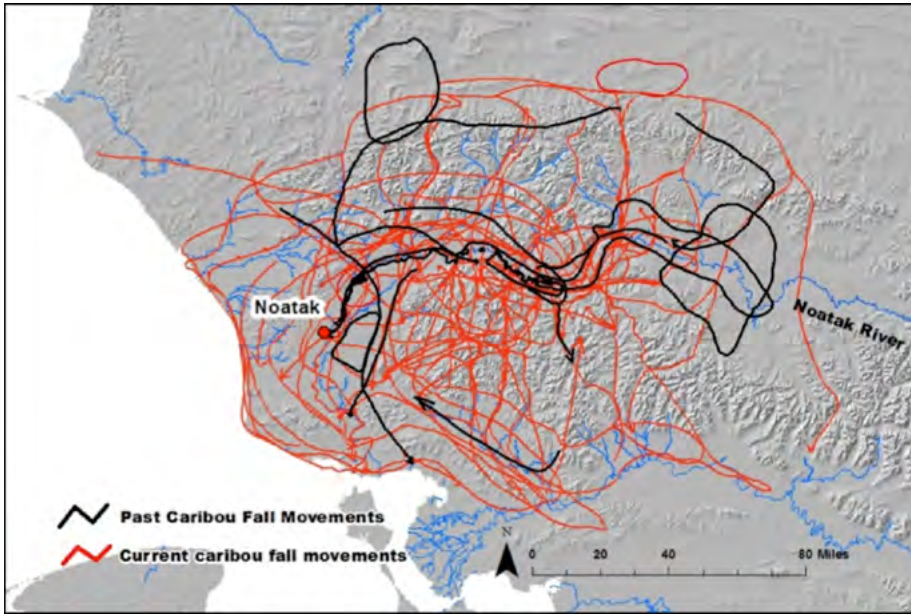 Noatak
Noatak River
Past Caribou Fall Movements
Current caribou fall movements
N
0 20 40 80 Miles